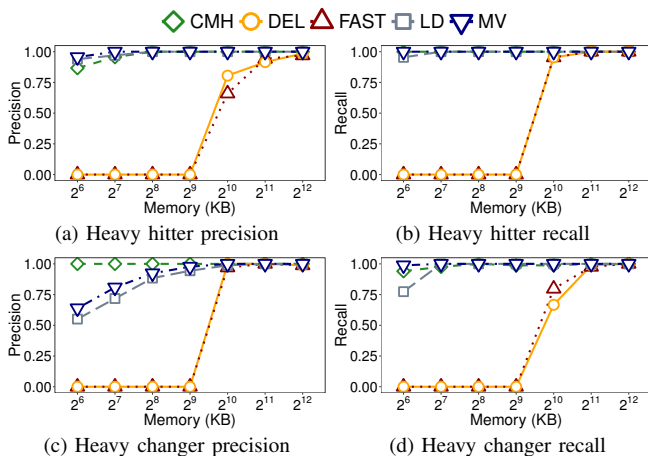 CMH DEL FAST LD MV
Precision
1.00
0.75
0.50
0.25
0.00
2^6 2^7 2^8 2^9 2^10 2^11 2^12
Memory (KB)
(a) Heavy hitter precision
Recall
1.00
0.75
0.50
0.25
0.00
2^6 2^7 2^8 2^9 2^10 2^11 2^12
Memory (KB)
(b) Heavy hitter recall
Precision
1.00
0.75
0.50
0.25
0.00
2^6 2^7 2^8 2^9 2^10 2^11 2^12
Memory (KB)
(c) Heavy changer precision
Recall
1.00
0.75
0.50
0.25
0.00
2^6 2^7 2^8 2^9 2^10 2^11 2^12
Memory (KB)
(d) Heavy changer recall